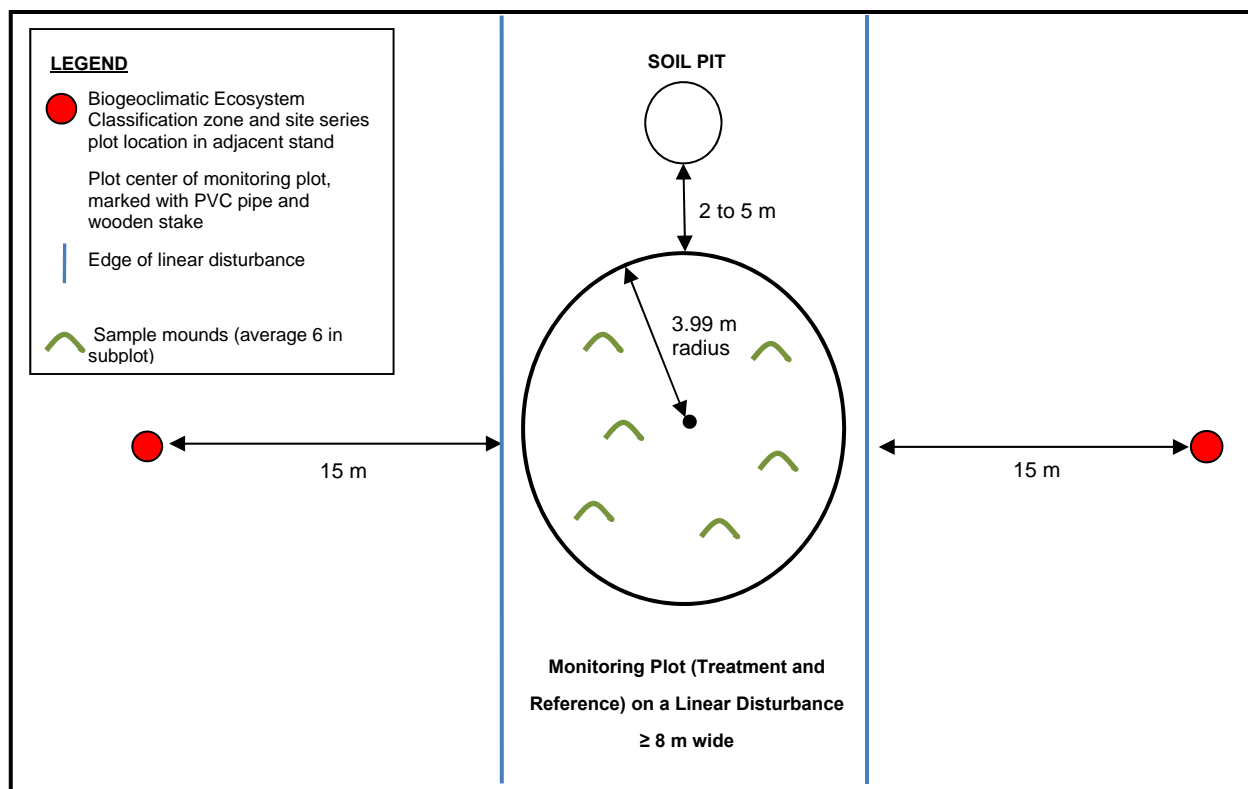 LEGEND
Biogeoclimatic Ecosystem
Classification zone and site series
plot location in adjacent stand
Plot center of monitoring plot,
marked with PVC pipe and
wooden stake
Edge of linear disturbance
Sample mounds (average 6 in
subplot)
SOIL PIT
2 to 5 m
3.99 m
radius
15 m
15 m
Monitoring Plot (Treatment and
Reference) on a Linear Disturbance
≥ 8 m wide